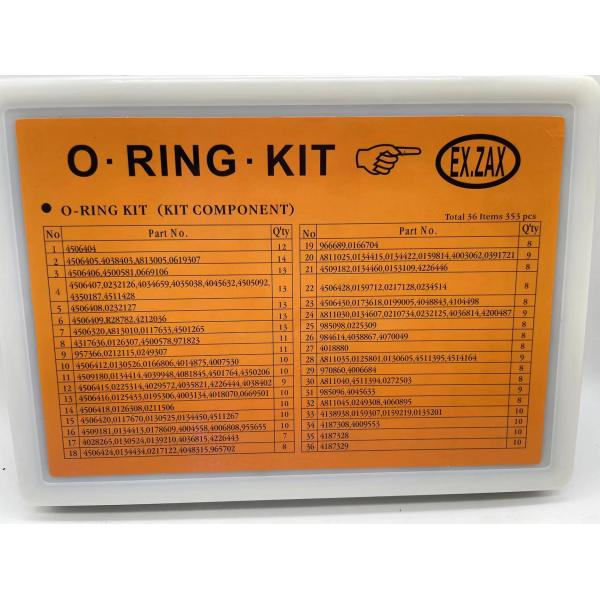 O·RING·KIT
EX.ZAX
• O-RING KIT (KIT COMPONENT)
Total 36 Items 353 pcs
No Part No. Q'ty
1 4506404 12
2 4506405,4038403,A813005,0619307 14
3 4506406,4500581,0669106 13
4 4506407,0232126,4034659,4035038,4045632,4505092,
4350187,4511428 13
5 4506408,0232127 13
6 4506409,R28782,4212036 13
7 4506320,A813010,0117633,4501265 13
8 4317636,0126307,4500578,971823 11
9 957366,0212115,0249307 11
10 4506412,0130526,0166806,4014875,4007530 10
11 4509180,0134414,4039948,4081845,4501764,4350206 10
12 4506415,0225314,4029572,4035821,4226444,4038402 9
13 4506416,0125433,0195306,4003134,4018070,0669501 10
14 4506418,0126308,0211506 10
15 4506420,0117670,0130525,0134450,4511267 10
16 4509181,0134413,0178609,4004558,4006808,955655 10
17 4028265,0130524,0139210,4036815,4226443 7
18 4506424,0134434,0217122,4048315,965702 8
No Part No. Q'ty
19 966689,0166704 8
20 A811025,0134415,0134422,0159814,4003062,0391721 9
21 4509182,0134460,0153109,4226446 8
22 4506428,0159712,0217128,0234514 8
23 4506430,0173618,0199005,4048843,4104498 8
24 A811030,0134607,0210734,0232125,4036814,4200487 9
25 985098,0225309 8
26 984614,4038867,4070049 8
27 4018880 8
28 A811035,0125801,0130605,4511395,4514164 9
29 970860,4006684 8
30 A811040,4511394,0272503 8
31 985096,4045633 9
32 A811045,0249308,4060895 8
33 4138938,0159307,0159219,0135201 10
34 4187308,4009553 10
35 4187328 10
36 4187329 10